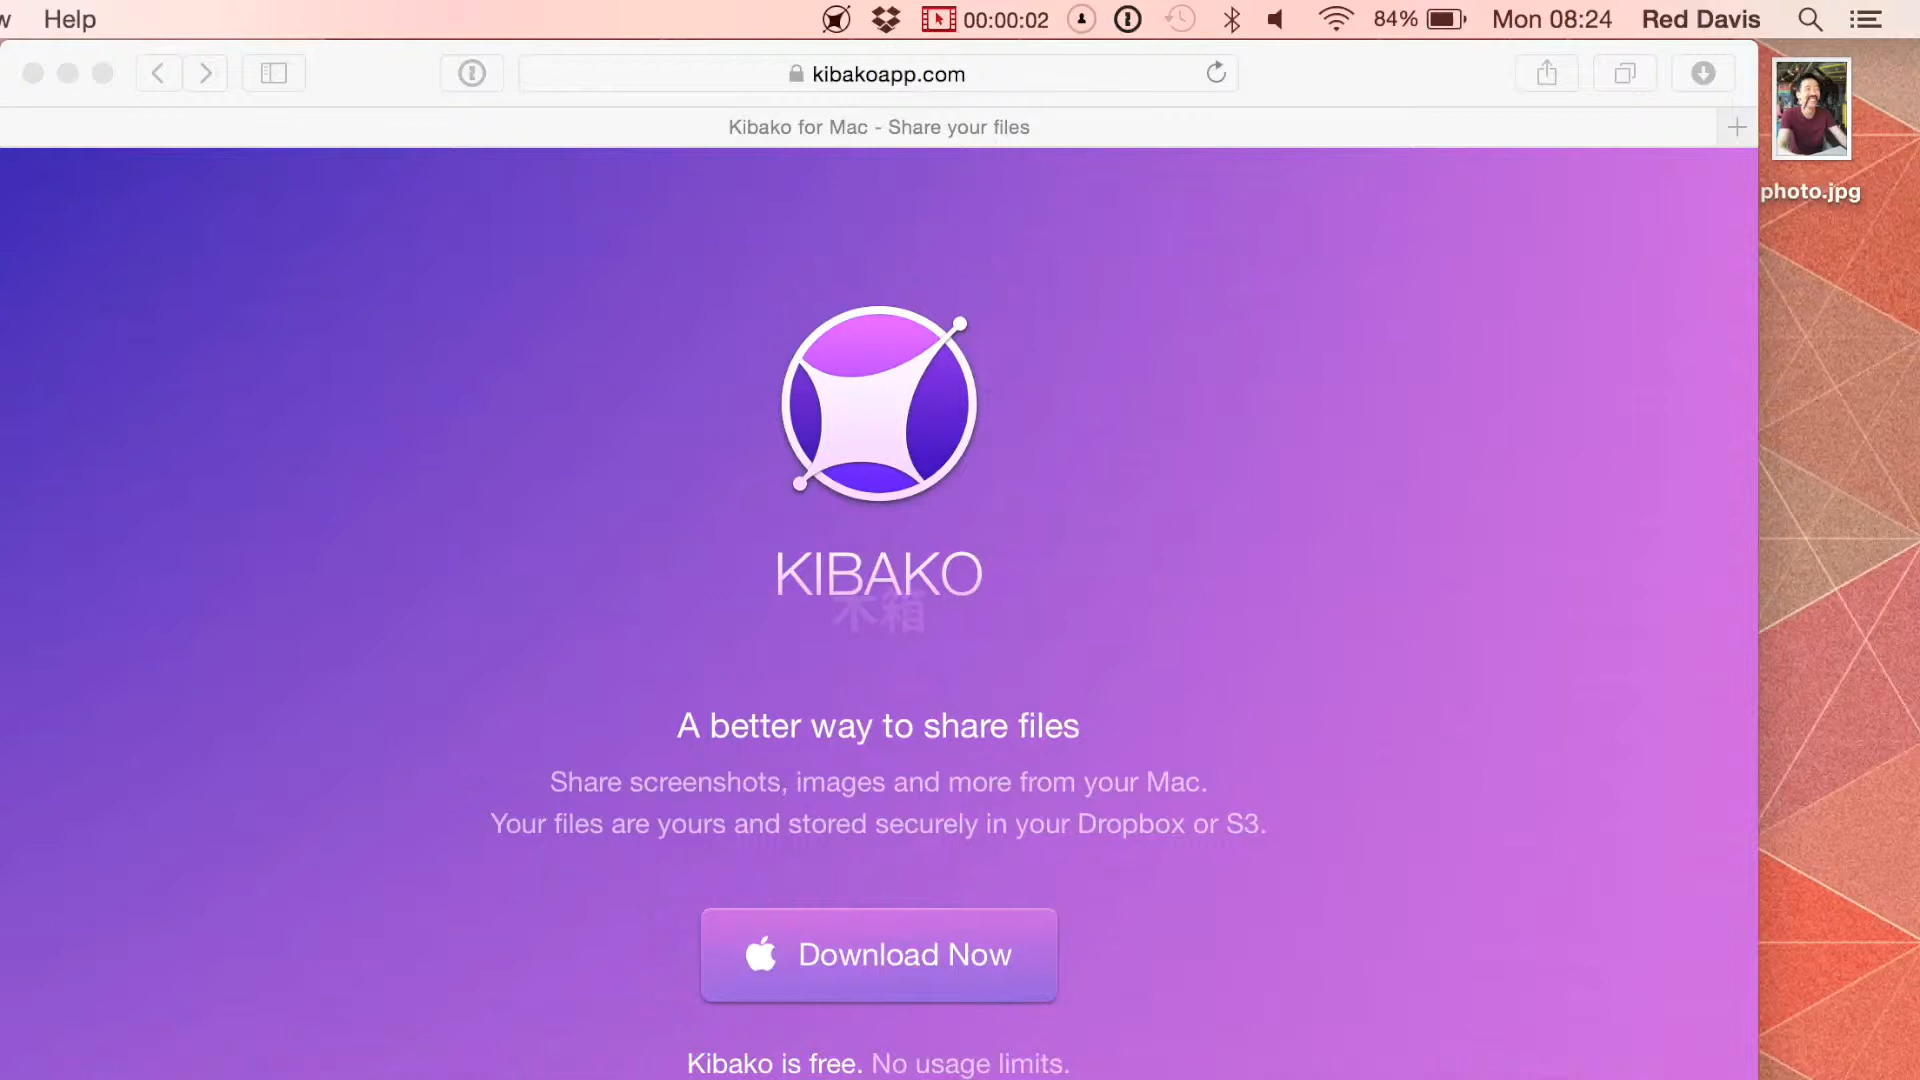 Help
00:00:02
84%
Mon 08:24
Red Davis
kibakoapp.com
Kibako for Mac - Share your files
photo.jpg
KIBAKO
木箱
A better way to share files
Share screenshots, images and more from your Mac.
Your files are yours and stored securely in your Dropbox or S3.
Download Now
Kibako is free. No usage limits.